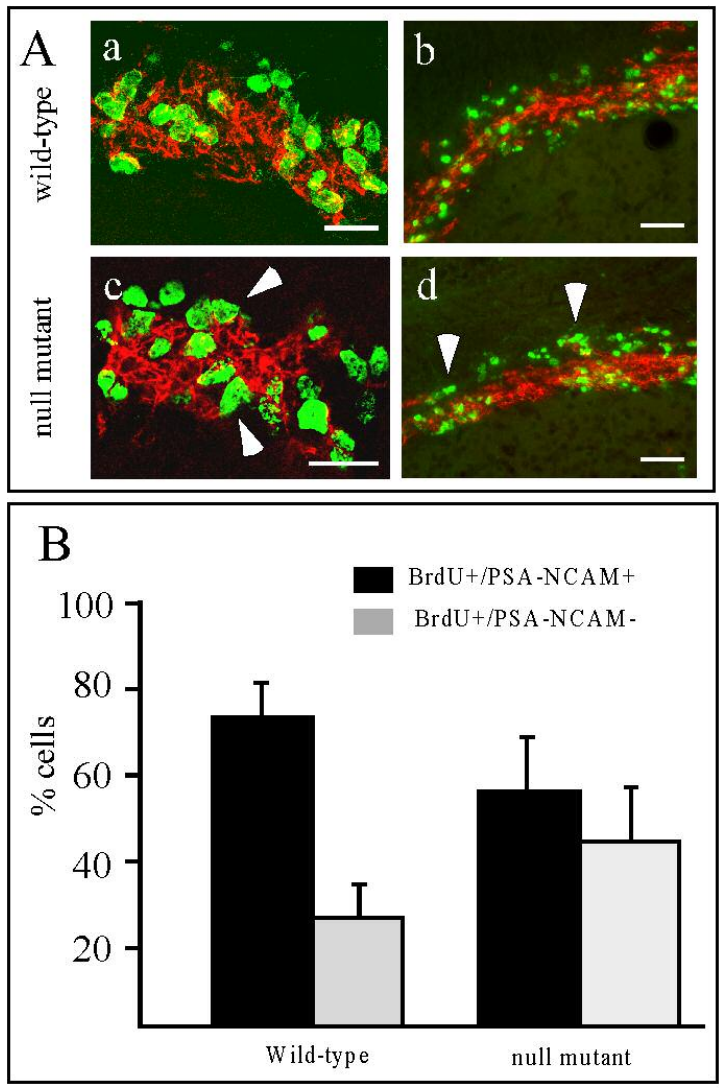 A
a
b
wild-type
c
d
null mutant
B
BrdU+/PSA-NCAM+
BrdU+/PSA-NCAM-
100
80
60
40
20
% cells
Wild-type
null mutant